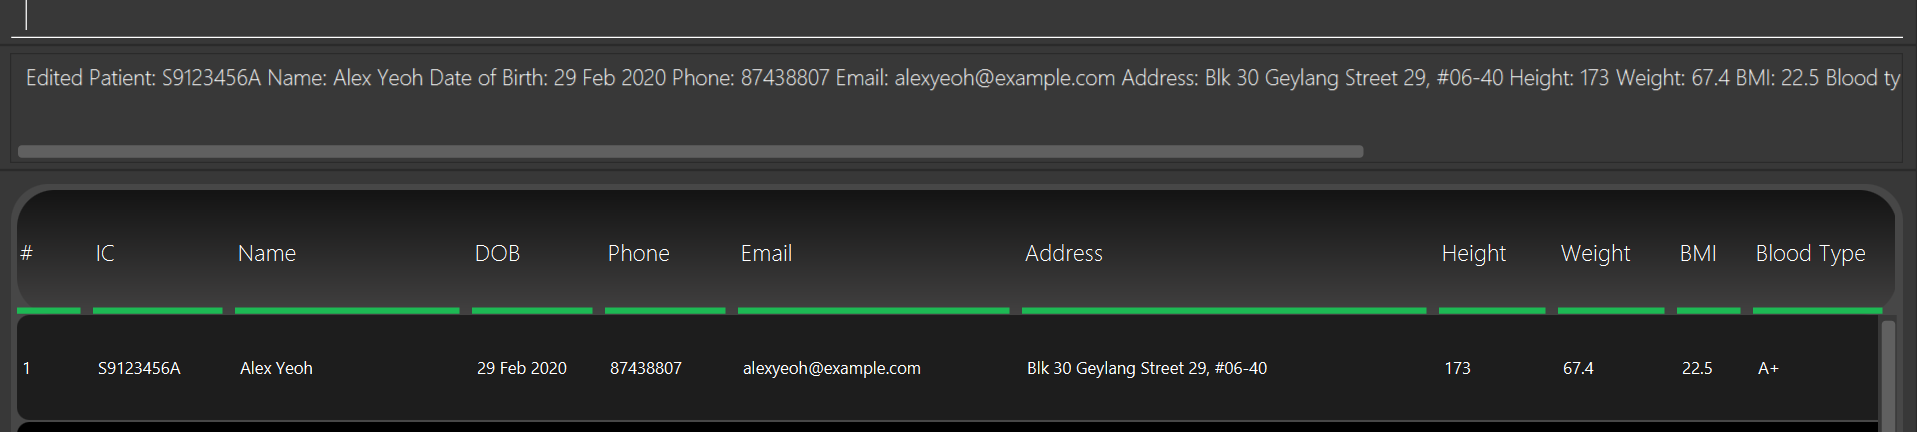 Edited Patient: S9123456A Name: Alex Yeoh Date of Birth: 29 Feb 2020 Phone: 87438807 Email: alexyeoh@example.com Address: Blk 30 Geylang Street 29, #06-40 Height: 173 Weight: 67.4 BMI: 22.5 Blood ty
# IC Name DOB Phone Email Address Height Weight BMI Blood Type
1 S9123456A Alex Yeoh 29 Feb 2020 87438807 alexyeoh@example.com Blk 30 Geylang Street 29, #06-40 173 67.4 22.5 A+